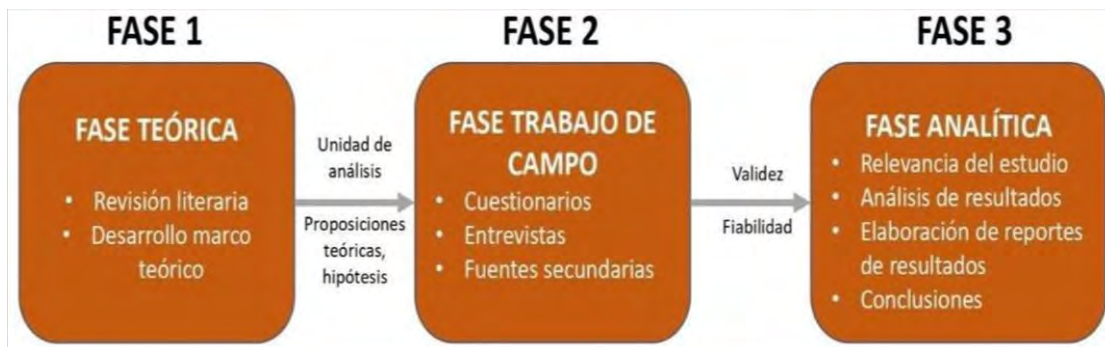 FASE 1
FASE TEÓRICA
• Revisión literaria
• Desarrollo marco
teórico
Unidad de
análisis
Proposiciones
teóricas,
hipótesis
FASE 2
FASE TRABAJO DE
CAMPO
• Cuestionarios
• Entrevistas
• Fuentes secundarias
Validez
Fiabilidad
FASE 3
FASE ANALÍTICA
• Relevancia del estudio
• Análisis de resultados
• Elaboración de reportes
de resultados
• Conclusiones